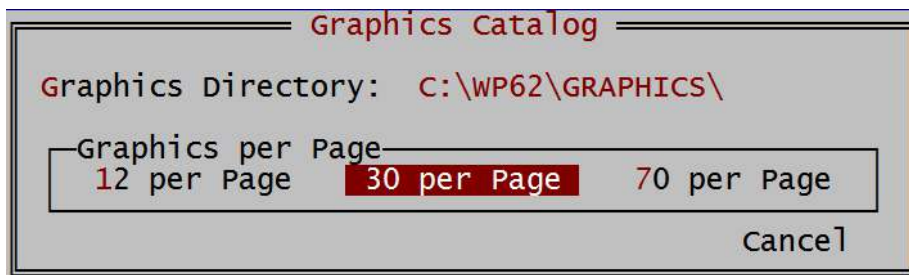 Graphics Catalog
Graphics Directory: C:\WP62\GRAPHICS\
Graphics per Page
12 per Page 30 per Page 70 per Page
Cancel